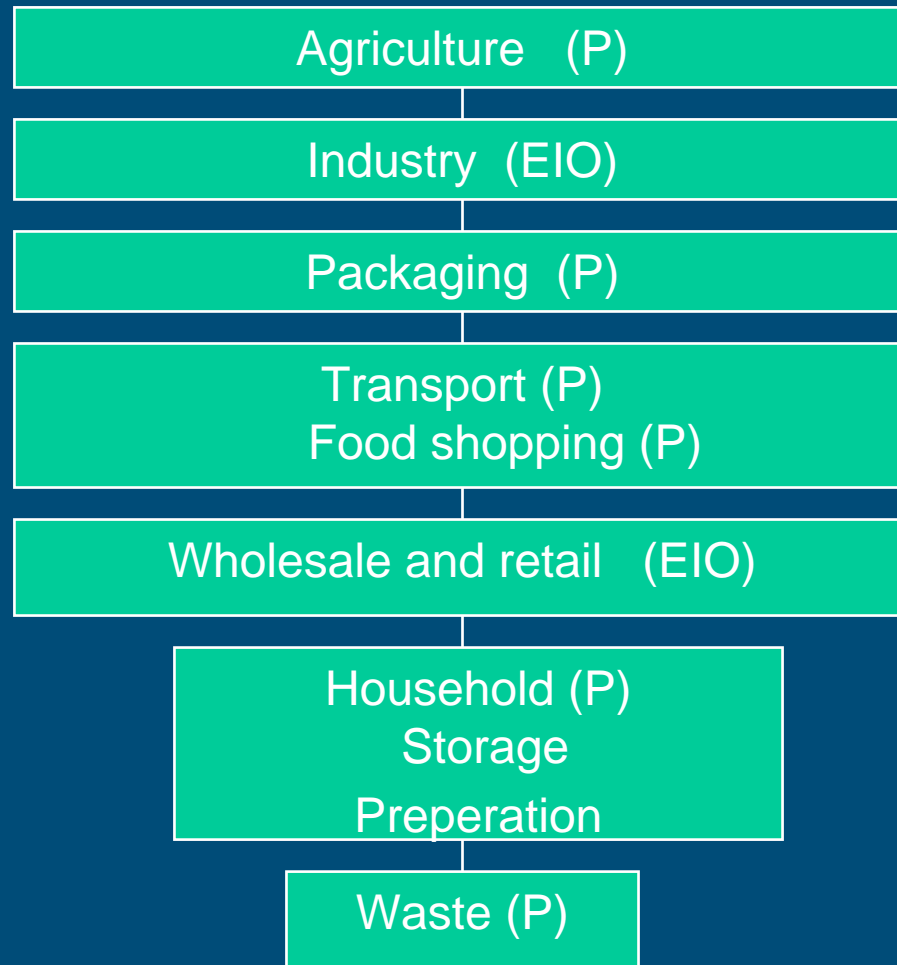 Agriculture (P)
Industry (EIO)
Packaging (P)
Transport (P)
Food shopping (P)
Wholesale and retail (EIO)
Household (P)
Storage
Preperation
Waste (P)